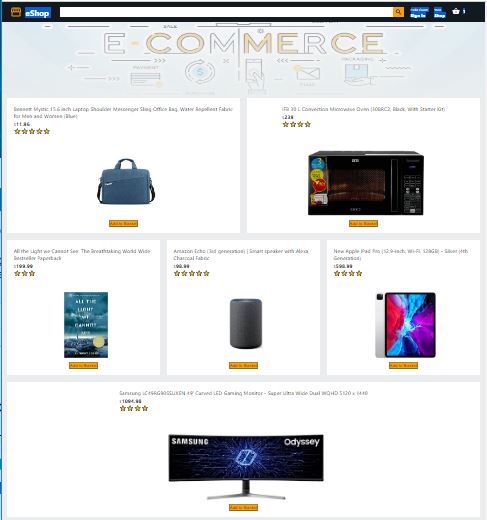 eShop
Sign In
Shop
1
E-COMMERCE
PAYMENT
Bennett Mystic 15.6 inch Laptop Shoulder Messenger Sling Office Bag, Water Repellent Fabric
for Men and Women (Blue)
$11.96
Add to Basket
IFB 30 L Convection Microwave Oven (30BRC2, Black, With Starter Kit)
$238
Add to Basket
All the Light we Cannot See: The Breathtaking World Wide
Bestseller Paperback
$199.99
ALL THE
LIGHT
WE
CANNOT
SEE
Add to Basket
Amazon Echo (3rd generation) | Smart speaker with Alexa,
Charcoal Fabric
$98.99
Add to Basket
New Apple iPad Pro (12.9-inch, Wi-Fi, 128GB) - Silver (4th
Generation)
$598.99
Add to Basket
Samsung LC49RG90SSUXEN 49' Curved LED Gaming Monitor - Super Ultra Wide Dual WQHD 5120 x 1440
$1094.98
SAMSUNG
Odyssey
Add to Basket